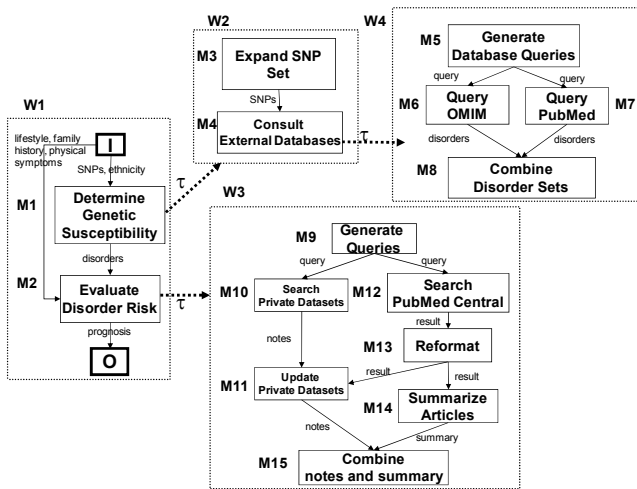 W1
lifestyle, family
history, physical
symptoms
I
SNPs, ethnicity
M1
Determine
Genetic
Susceptibility
disorders
M2
Evaluate
Disorder Risk
prognosis
O
τ
τ
W2
M3
Expand SNP
Set
SNPs
M4
Consult
External Databases
τ
W4
M5
Generate
Database Queries
query
query
M6
Query
OMIM
Query
PubMed
M7
disorders
disorders
M8
Combine
Disorder Sets
W3
M9
Generate
Queries
query
query
M10
Search
Private Datasets
M12
Search
PubMed Central
notes
result
M13
Reformat
result
result
M11
Update
Private Datasets
M14
Summarize
Articles
notes
summary
M15
Combine
notes and summary